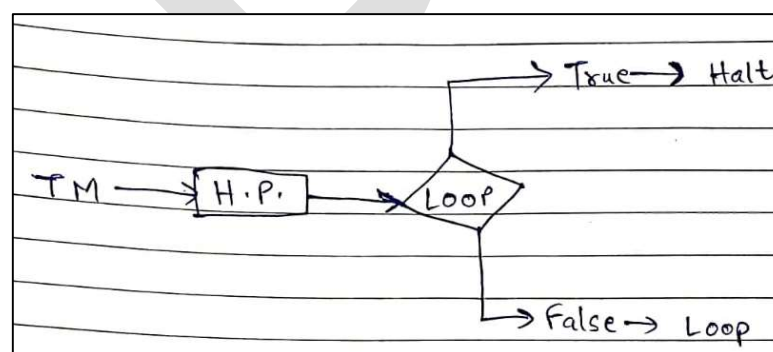 True → Halt
TM → H.P. → LOOP
False → Loop